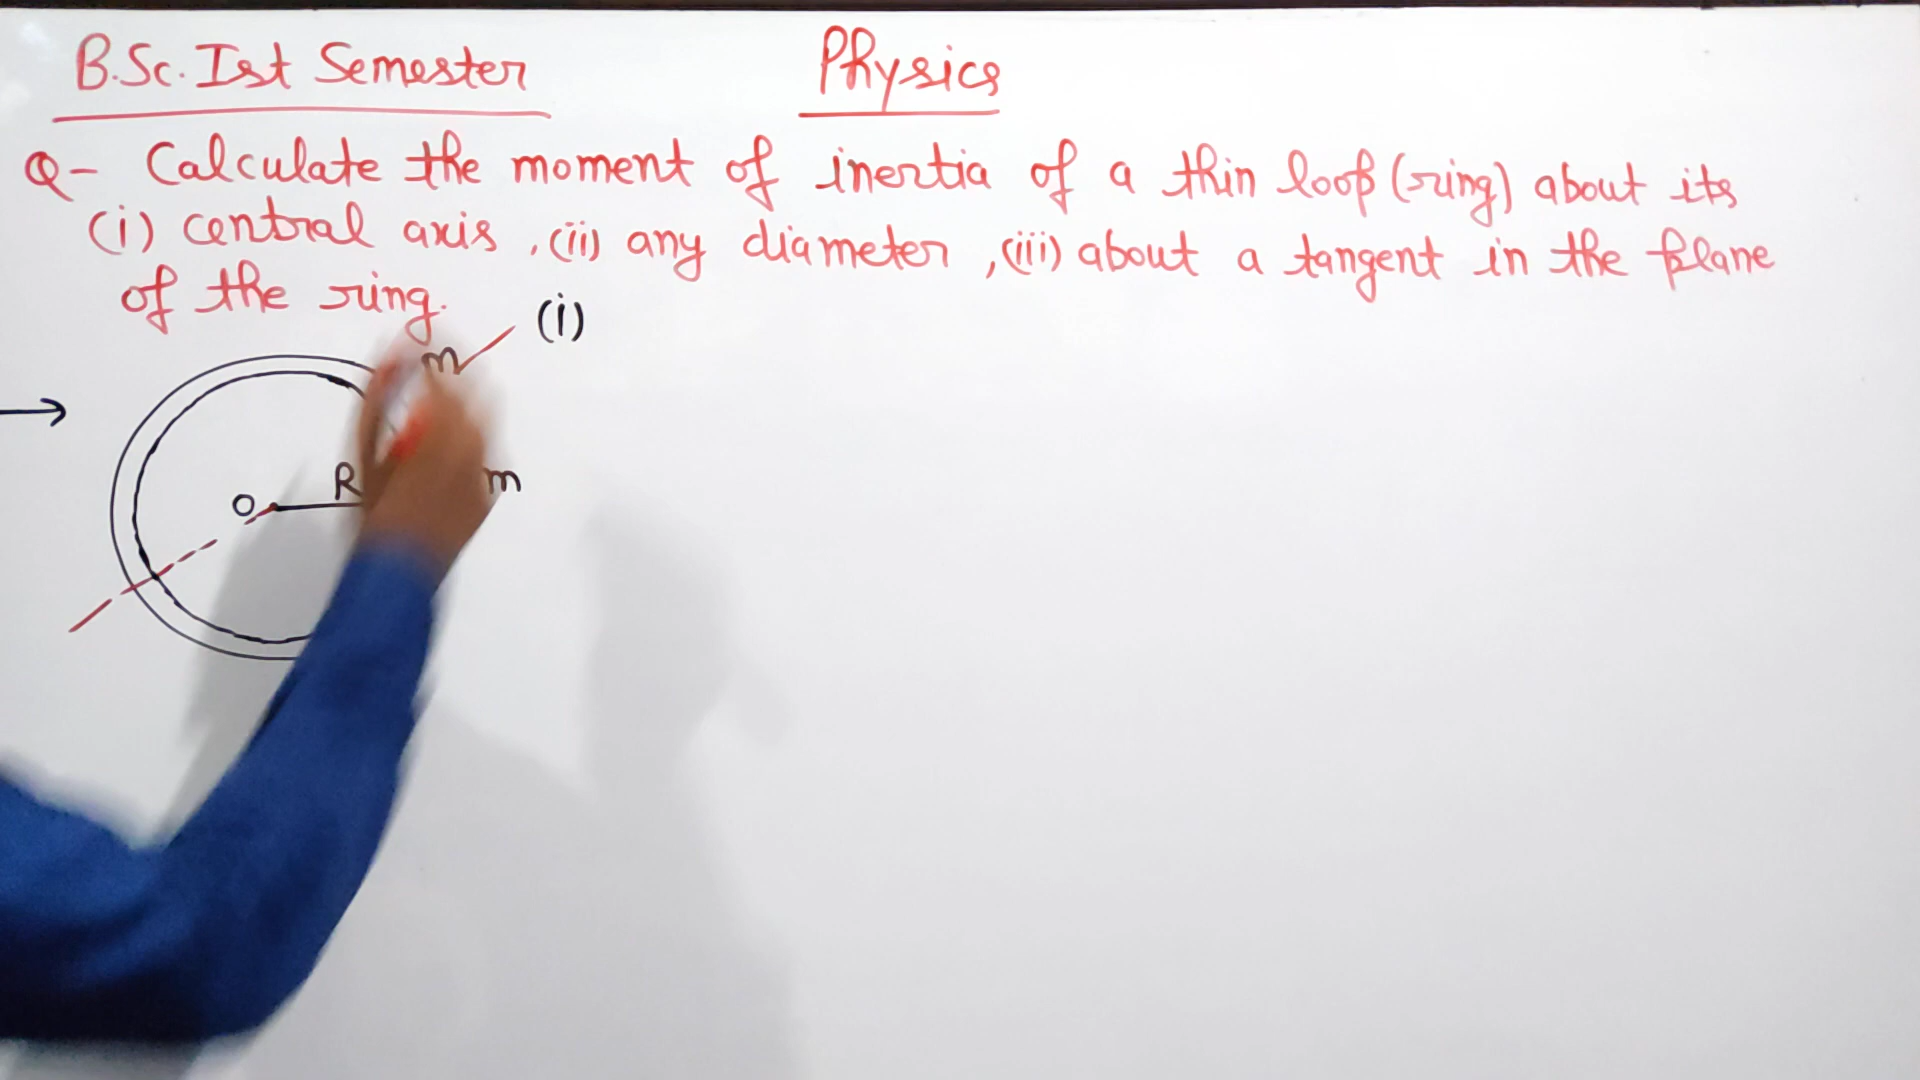 B.Sc. Ist Semester Physics
Q- Calculate the moment of inertia of a thin loop (ring) about its
(i) central axis, (ii) any diameter, (iii) about a tangent in the plane
of the ring.
(i)
m
R
m
O